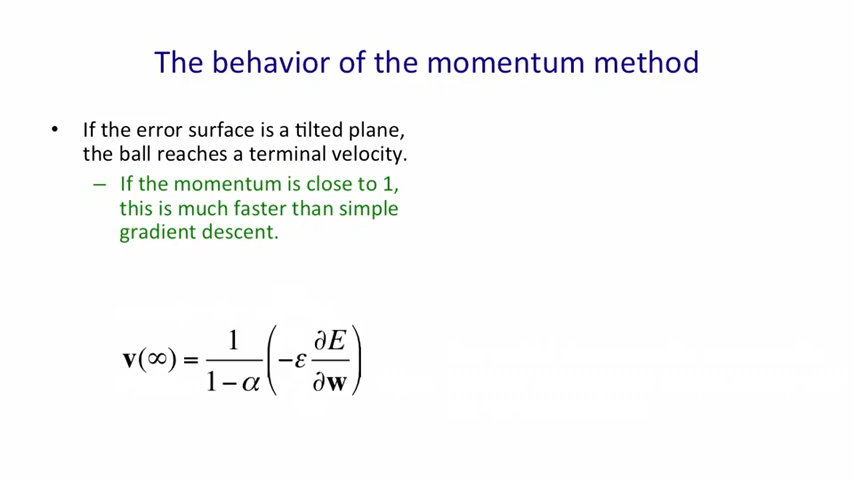 The behavior of the momentum method
• If the error surface is a tilted plane,
the ball reaches a terminal velocity.
– If the momentum is close to 1,
this is much faster than simple
gradient descent.
v(∞) = 1/(1−α) (−ε ∂E/∂w)